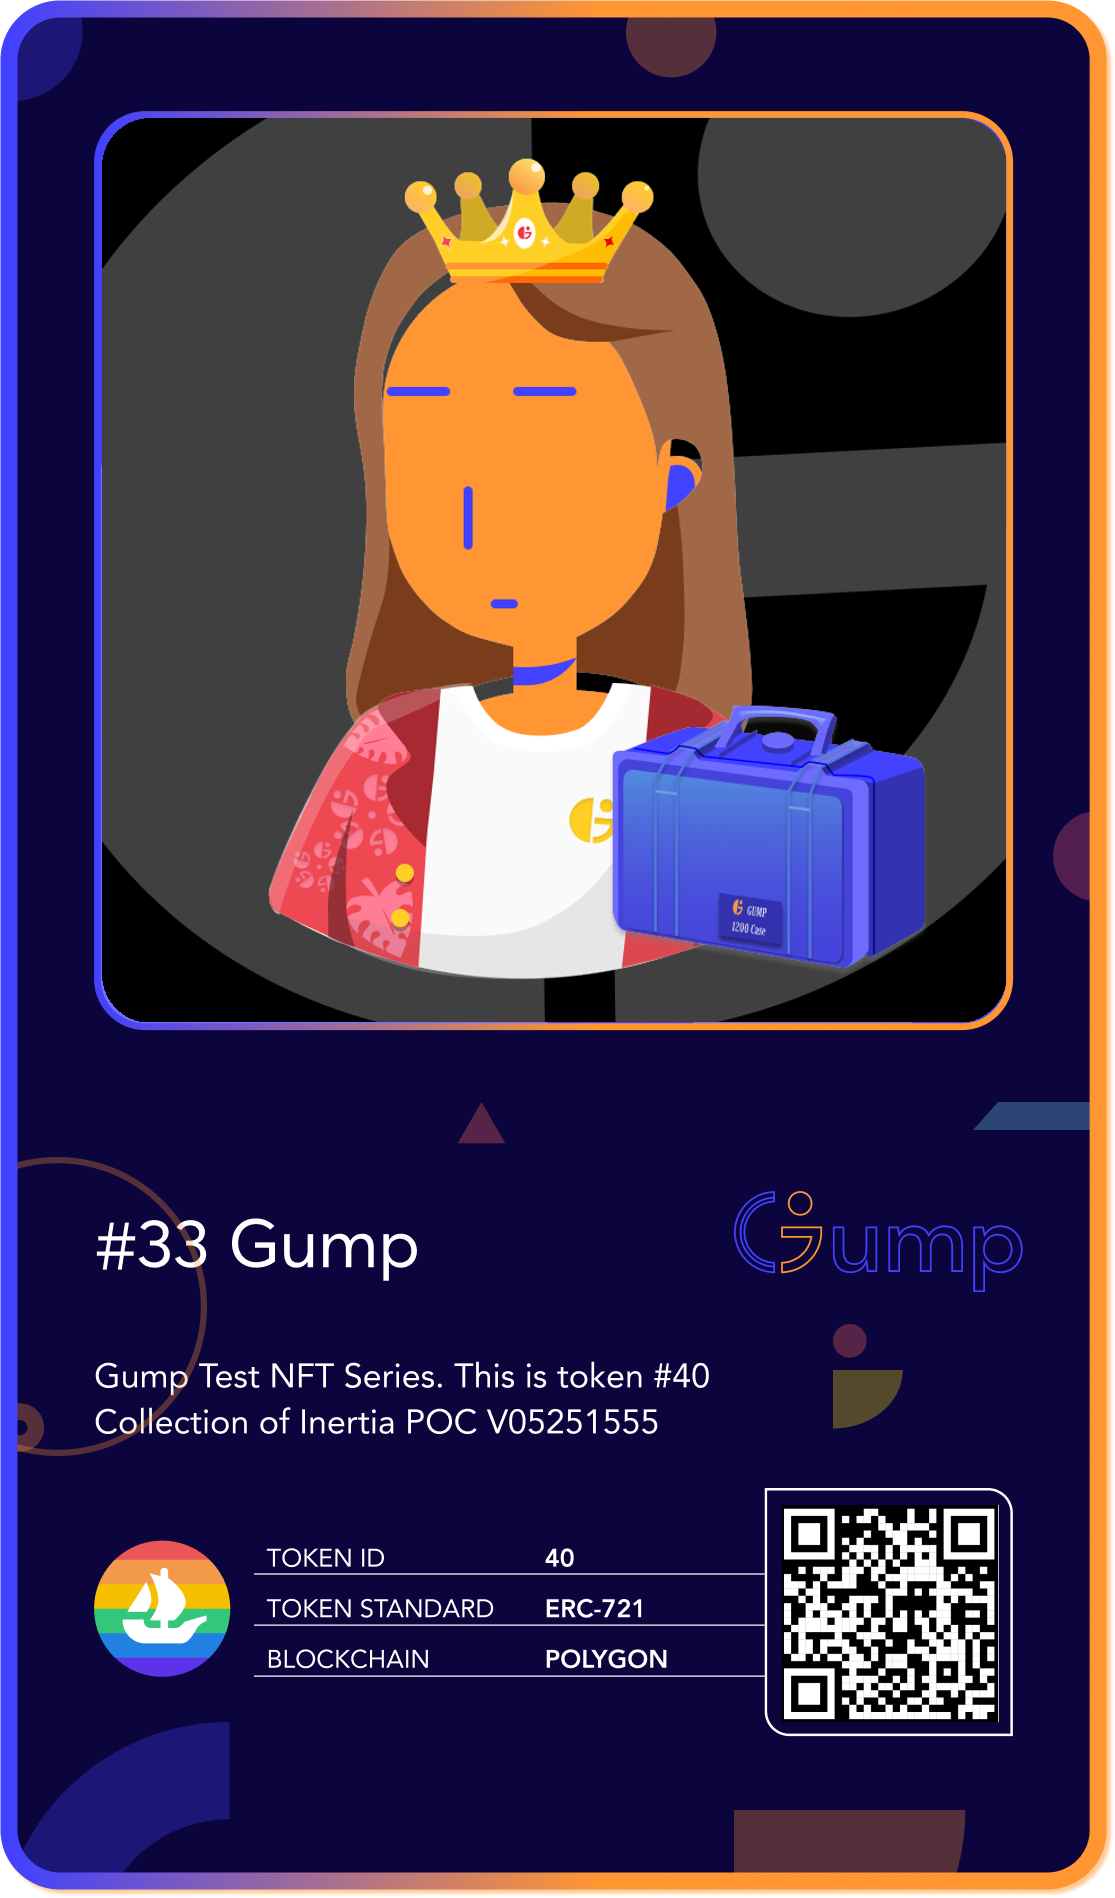 GUMP
1200 Case
#33 Gump
Gump
Gump Test NFT Series. This is token #40
Collection of Inertia POC V05251555
TOKEN ID 40
TOKEN STANDARD ERC-721
BLOCKCHAIN POLYGON